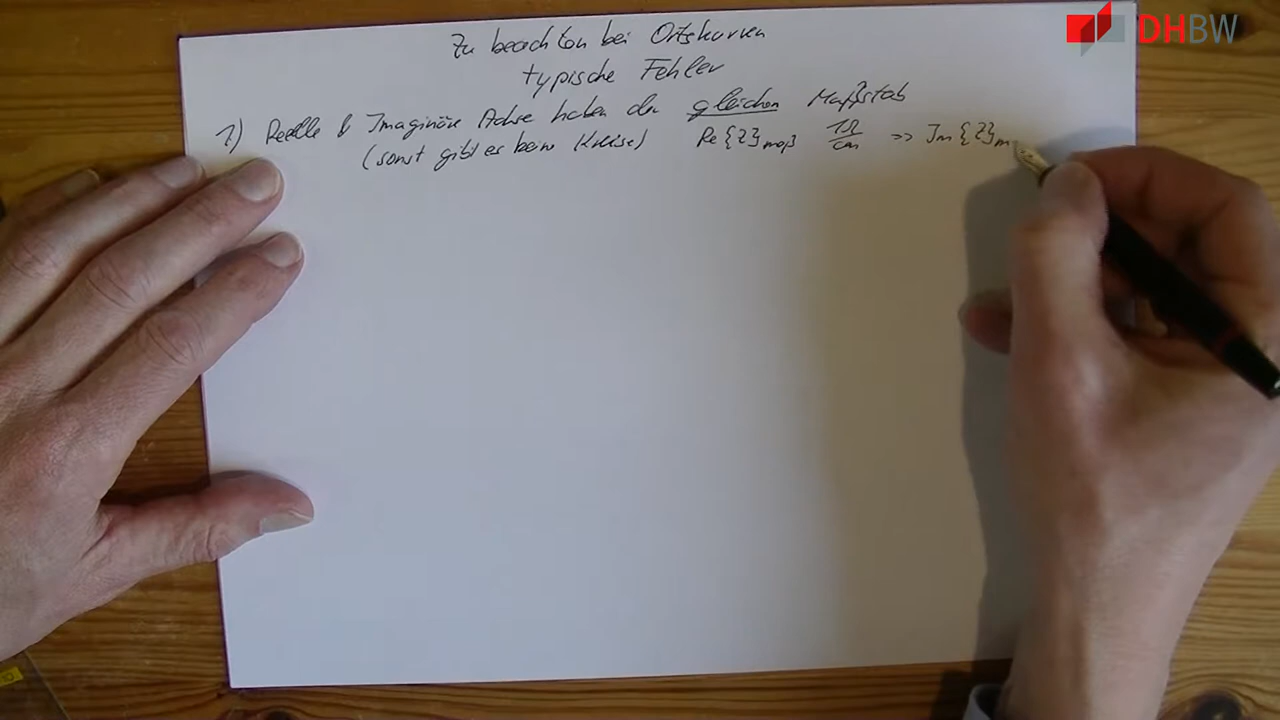 DHBW
Zu beachten bei Ortskurven
typische Fehler
1) Reelle & Imaginäre Achse haben den gleichen Maßstab
(sonst gibt es keine Kreise) Re{Z}maß 1Ω/cm => Im{Z}m